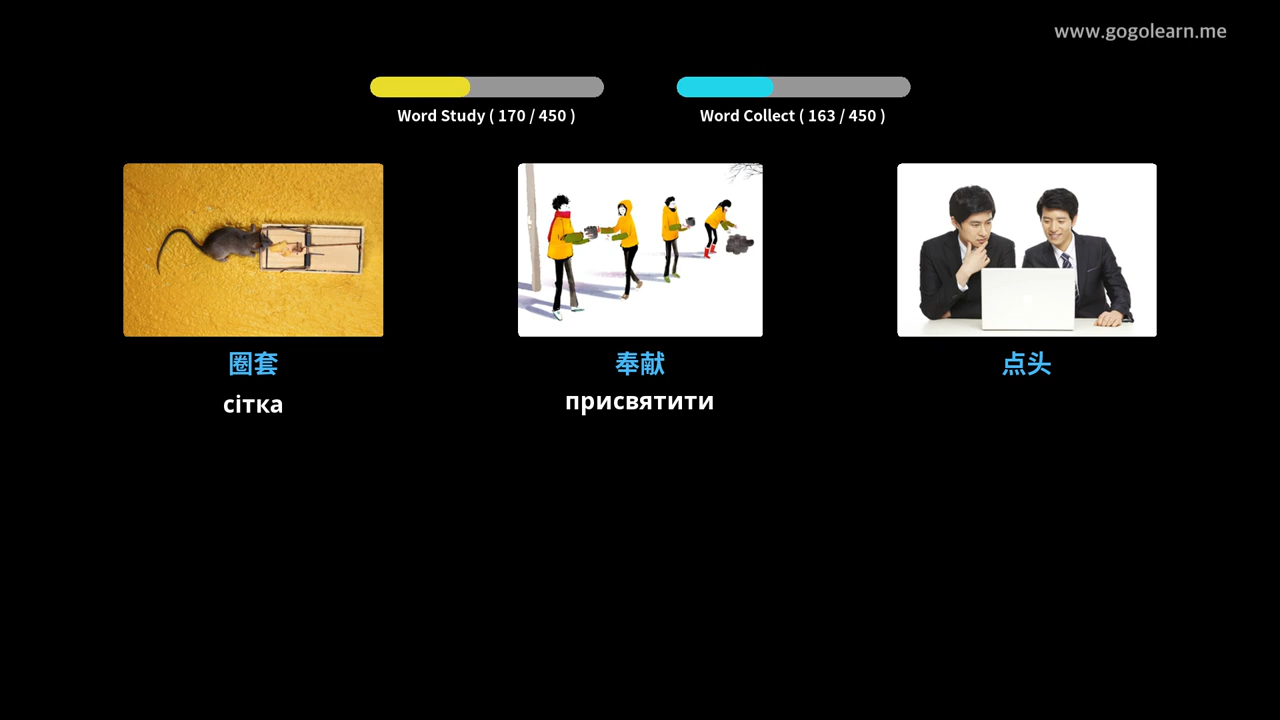 www.gogolearn.me
Word Study ( 170 / 450 )
Word Collect ( 163 / 450 )
圈套
сітка
奉献
присвятити
点头